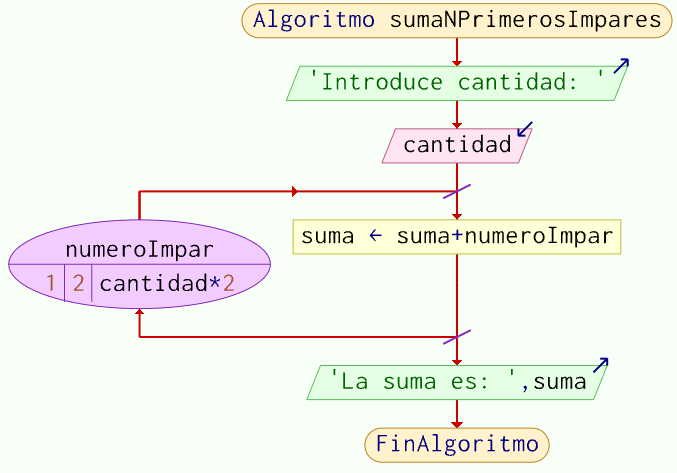 Algoritmo sumaNPrimerosImpares
'Introduce cantidad: '
cantidad
numeroImpar
suma ← suma+numeroImpar
1 2 cantidad*2
'La suma es: ',suma
FinAlgoritmo